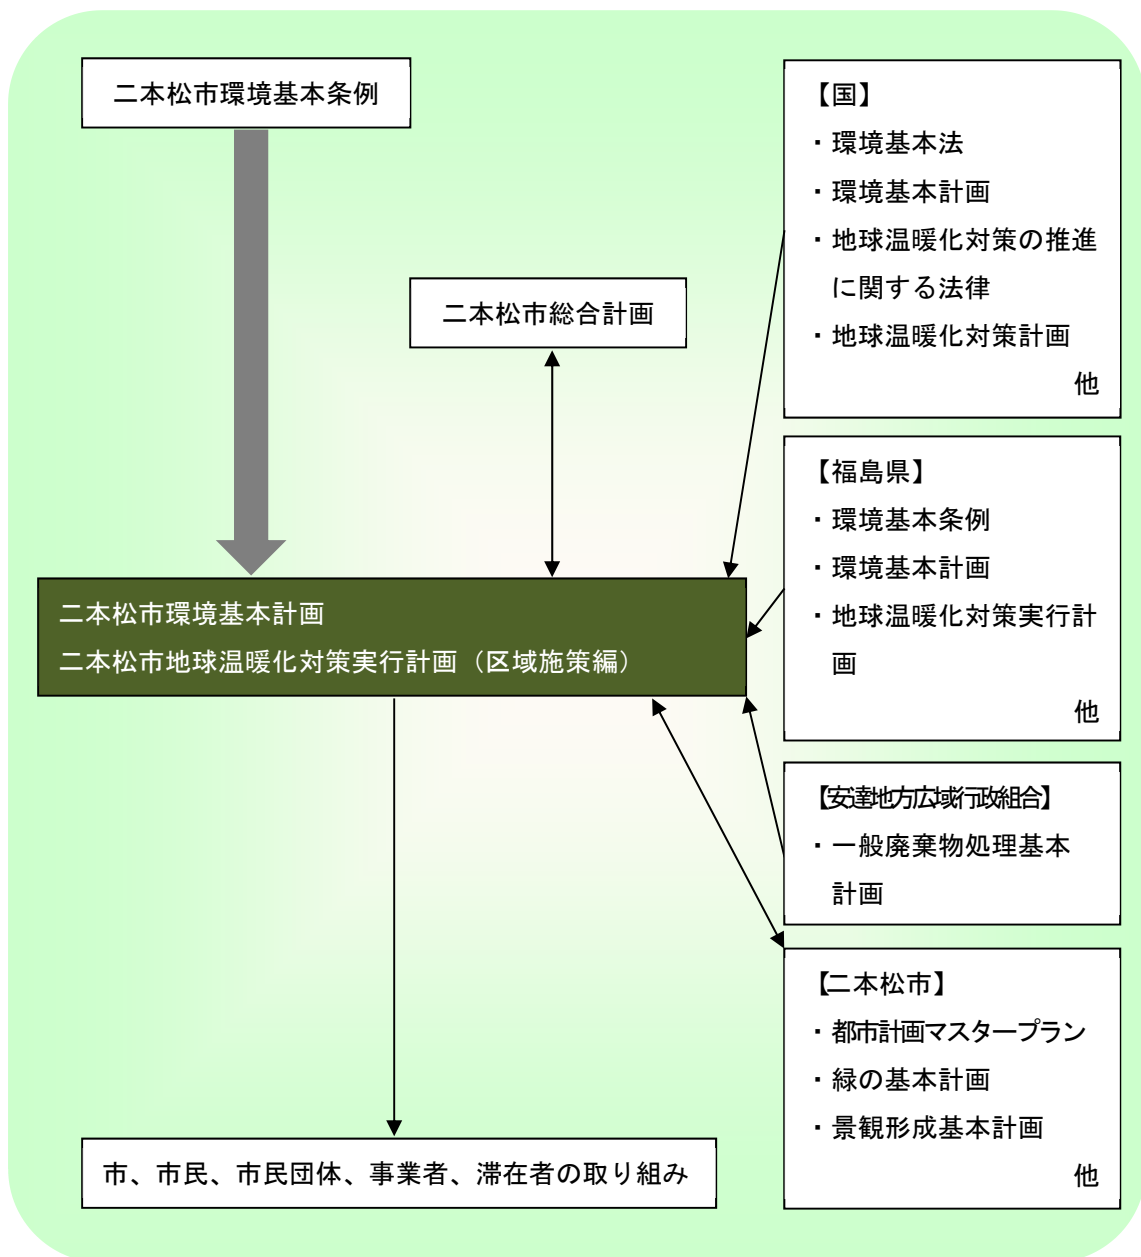 二本松市環境基本条例
二本松市総合計画
二本松市環境基本計画
二本松市地球温暖化対策実行計画（区域施策編）
市、市民、市民団体、事業者、滞在者の取り組み
【国】
・環境基本法
・環境基本計画
・地球温暖化対策の推進
に関する法律
・地球温暖化対策計画
他
【福島県】
・環境基本条例
・環境基本計画
・地球温暖化対策実行計
画
他
【安達地方広域行政組合】
・一般廃棄物処理基本
計画
【二本松市】
・都市計画マスタープラン
・緑の基本計画
・景観形成基本計画
他